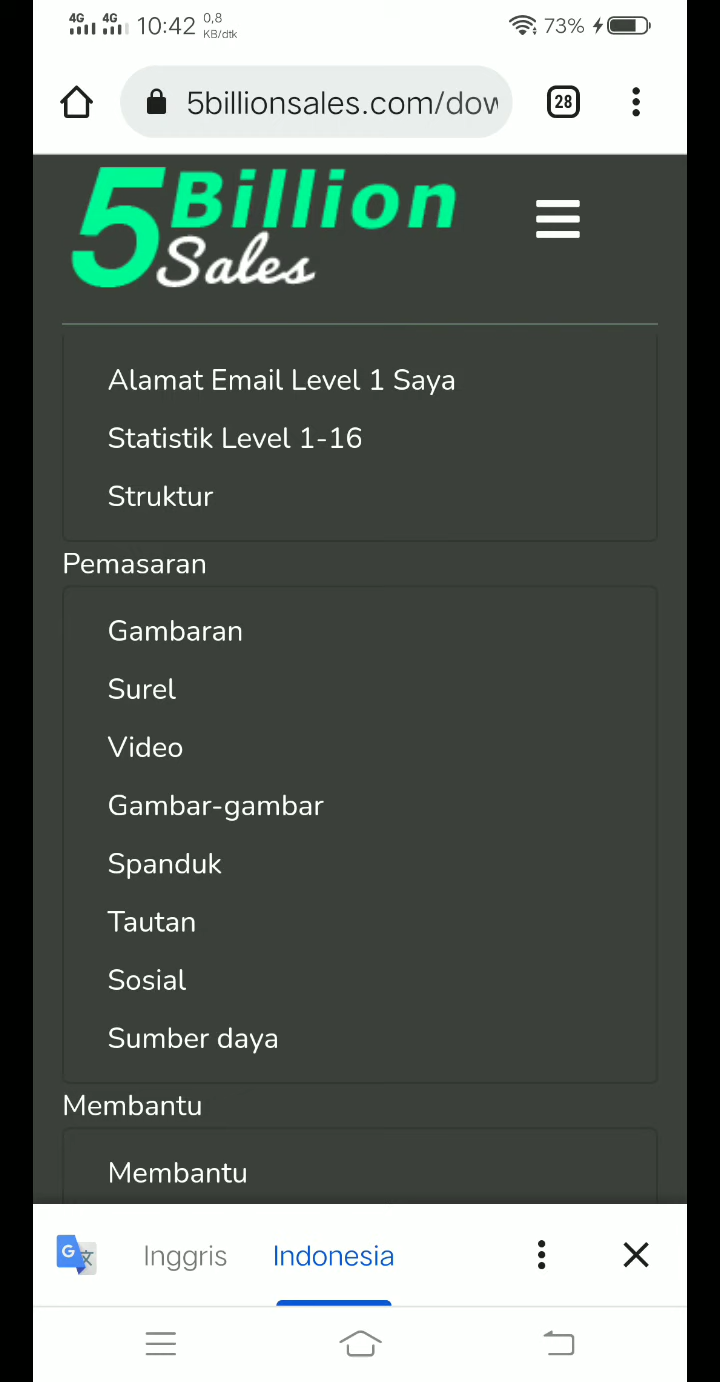 4G 4G 10:42 0,8 KB/dtk 73%
5billionsales.com/dow 28
5 Billion
Sales
Alamat Email Level 1 Saya
Statistik Level 1-16
Struktur
Pemasaran
Gambaran
Surel
Video
Gambar-gambar
Spanduk
Tautan
Sosial
Sumber daya
Membantu
Membantu
G 文 Inggris Indonesia